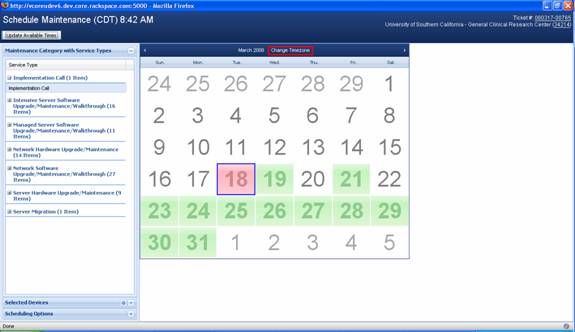 http://vcoreusdev6.dev.core.rackspace.com:5000 - Mozilla Firefox
Schedule Maintenance (CDT) 8:42 AM
Ticket #: 080317-00785
University of Southern California - General Clinical Research Center (34214)
Update Available Times
Maintenance Category with Service Types
Service Type
Implementation Call (1 Item)
Implementation Call
Intensive Server Software
Upgrade/Maintenance/Walkthrough (16
Items)
Managed Server Software
Upgrade/Maintenance/Walkthrough (11
Items)
Network Hardware Upgrade/Maintenance
(14 Items)
Network Software
Upgrade/Maintenance/Walkthrough (27
Items)
Server Hardware Upgrade/Maintenance (9
Items)
Server Migration (1 Item)
Selected Devices
Scheduling Options
March 2008 Change Timezone
Sun. Mon. Tue. Wed. Thu. Fri. Sat.
24 25 26 27 28 29 1
2 3 4 5 6 7 8
9 10 11 12 13 14 15
16 17 18 19 20 21 22
23 24 25 26 27 28 29
30 31 1 2 3 4 5
Done